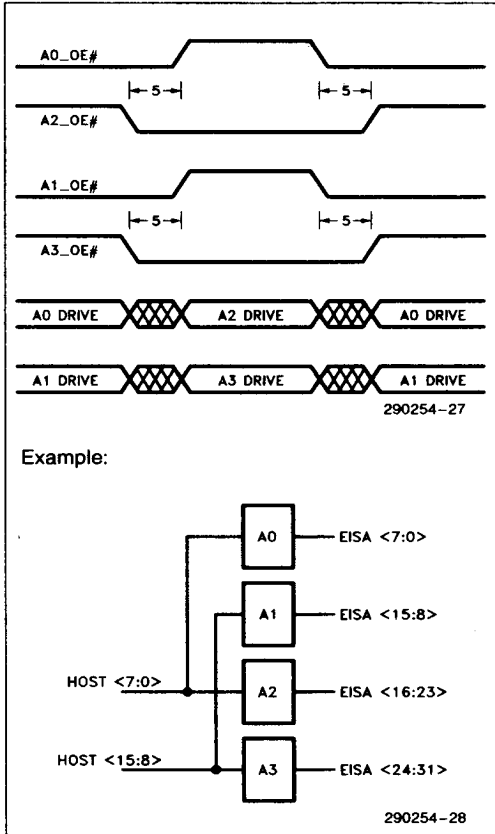 A0_OE#
5
5
A2_OE#
A1_OE#
5
5
A3_OE#
A0 DRIVE A2 DRIVE A0 DRIVE
A1 DRIVE A3 DRIVE A1 DRIVE
290254-27
Example:
A0 EISA <7:0>
A1 EISA <15:8>
HOST <7:0>
A2 EISA <16:23>
HOST <15:8>
A3 EISA <24:31>
290254-28